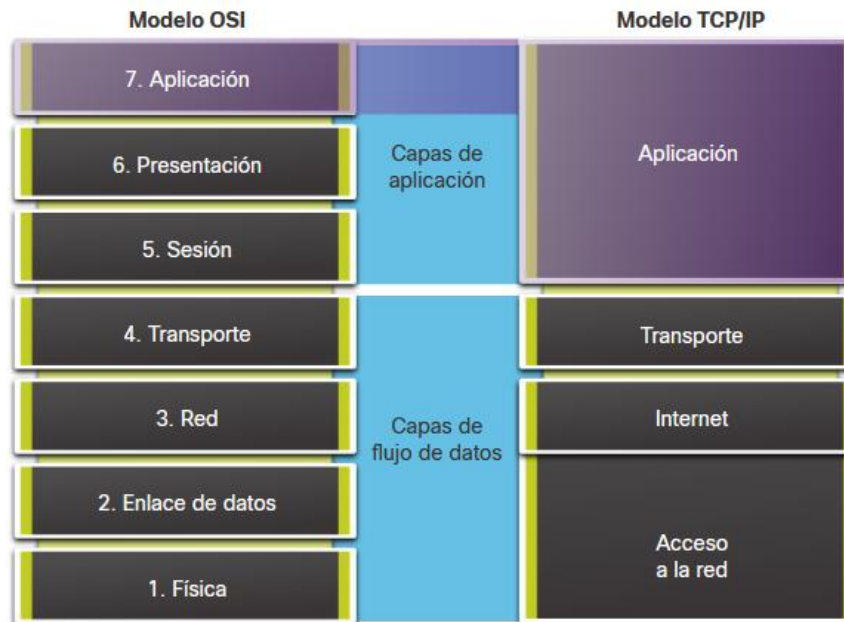 Modelo OSI
Modelo TCP/IP
7. Aplicación
6. Presentación
5. Sesión
4. Transporte
3. Red
2. Enlace de datos
1. Física
Capas de
aplicación
Capas de
flujo de datos
Aplicación
Transporte
Internet
Acceso
a la red